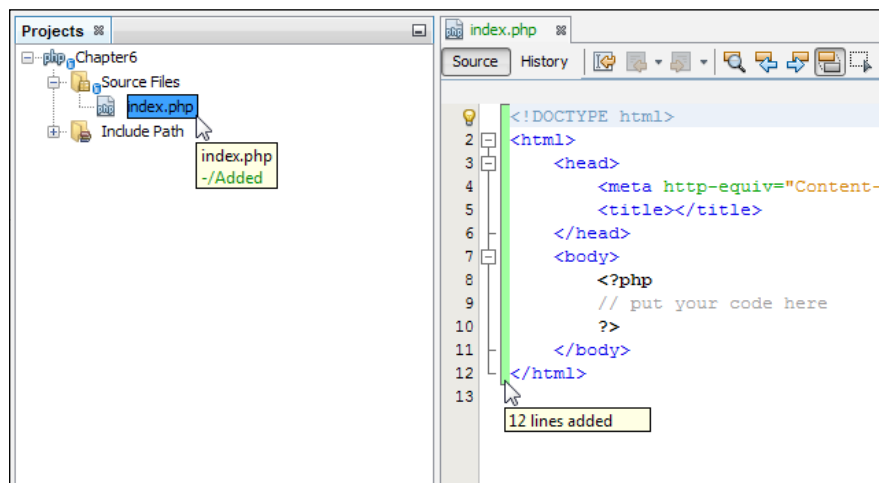 Projects
Chapter6
Source Files
index.php
Include Path
index.php
-/Added
index.php
Source History
<!DOCTYPE html>
2 <html>
3 <head>
4 <meta http-equiv="Content-
5 <title></title>
6 </head>
7 <body>
8 <?php
9 // put your code here
10 ?>
11 </body>
12 </html>
13
12 lines added